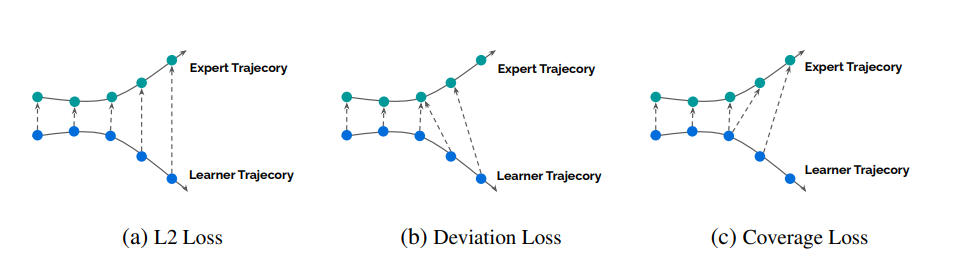 Expert Trajecory
Learner Trajecory
(a) L2 Loss
Expert Trajecory
Learner Trajecory
(b) Deviation Loss
Expert Trajecory
Learner Trajecory
(c) Coverage Loss